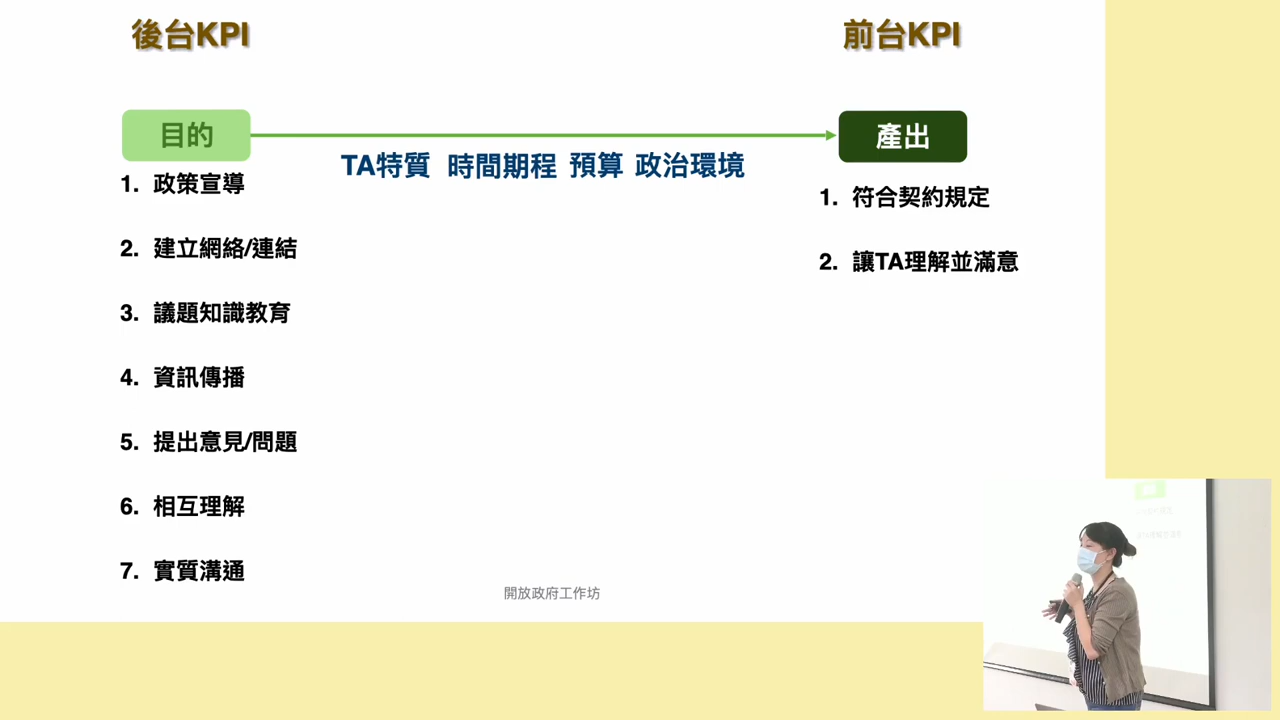 後台KPI
前台KPI
目的
產出
TA特質 時間期程 預算 政治環境
1. 政策宣導
2. 建立網絡/連結
3. 議題知識教育
4. 資訊傳播
5. 提出意見/問題
6. 相互理解
7. 實質溝通
1. 符合契約規定
2. 讓TA理解並滿意
開放政府工作坊